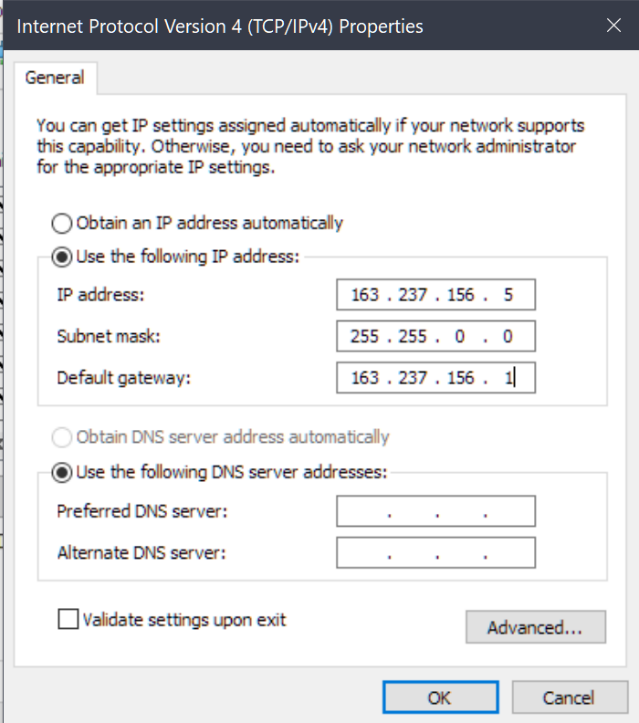 Internet Protocol Version 4 (TCP/IPv4) Properties
General
You can get IP settings assigned automatically if your network supports
this capability. Otherwise, you need to ask your network administrator
for the appropriate IP settings.
Obtain an IP address automatically
Use the following IP address:
IP address: 163 . 237 . 156 . 5
Subnet mask: 255 . 255 . 0 . 0
Default gateway: 163 . 237 . 156 . 1
Obtain DNS server address automatically
Use the following DNS server addresses:
Preferred DNS server: . . .
Alternate DNS server: . . .
Validate settings upon exit
Advanced...
OK Cancel